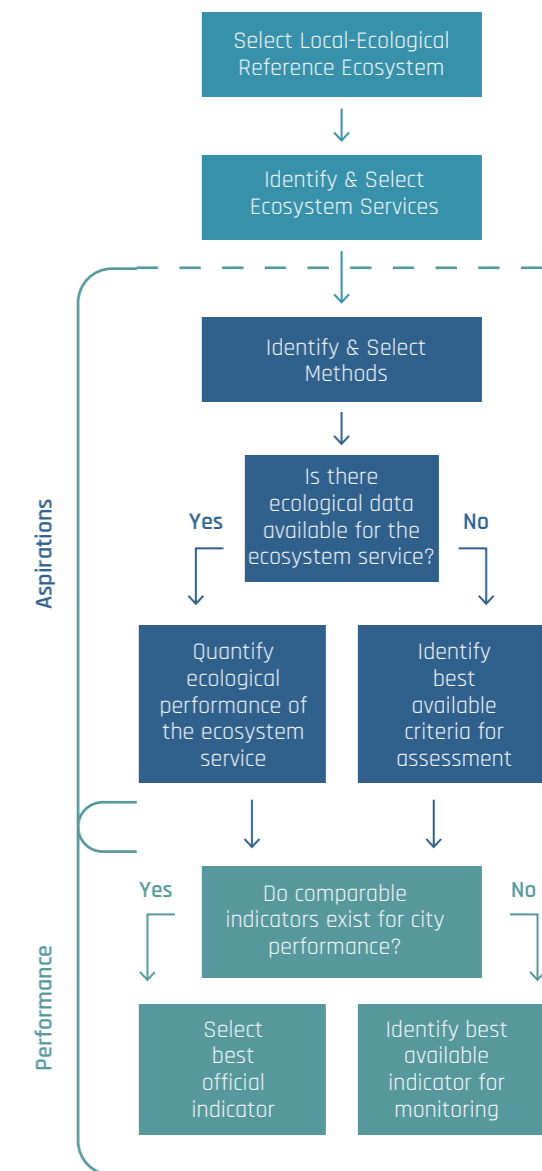 Select Local-Ecological
Reference Ecosystem
Identify & Select
Ecosystem Services
Identify & Select
Methods
Is there
ecological data
available for the
ecosystem service?
Yes
No
Aspirations
Quantify
ecological
performance of
the ecosystem
service
Identify
best
available
criteria for
assessment
Do comparable
indicators exist for city
performance?
Yes
No
Performance
Select
best
official
indicator
Identify best
available
indicator for
monitoring